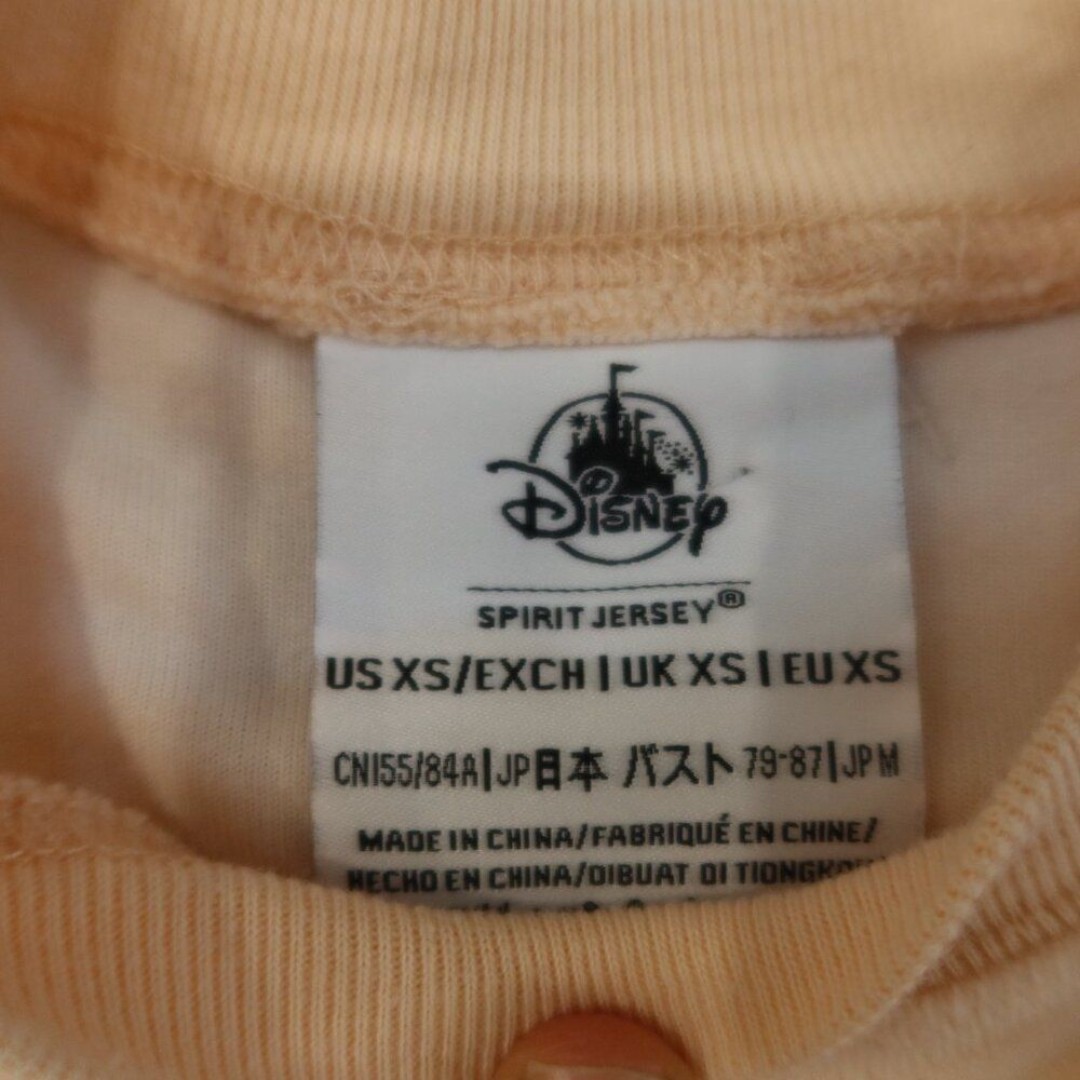 Disney
SPIRIT JERSEY®
US XS/EXCH | UK XS | EU XS
CN155/84A|JP日本 バスト 79-87|JP M
MADE IN CHINA/FABRIQUÉ EN CHINE/
HECHO EN CHINA/DIBUAT DI